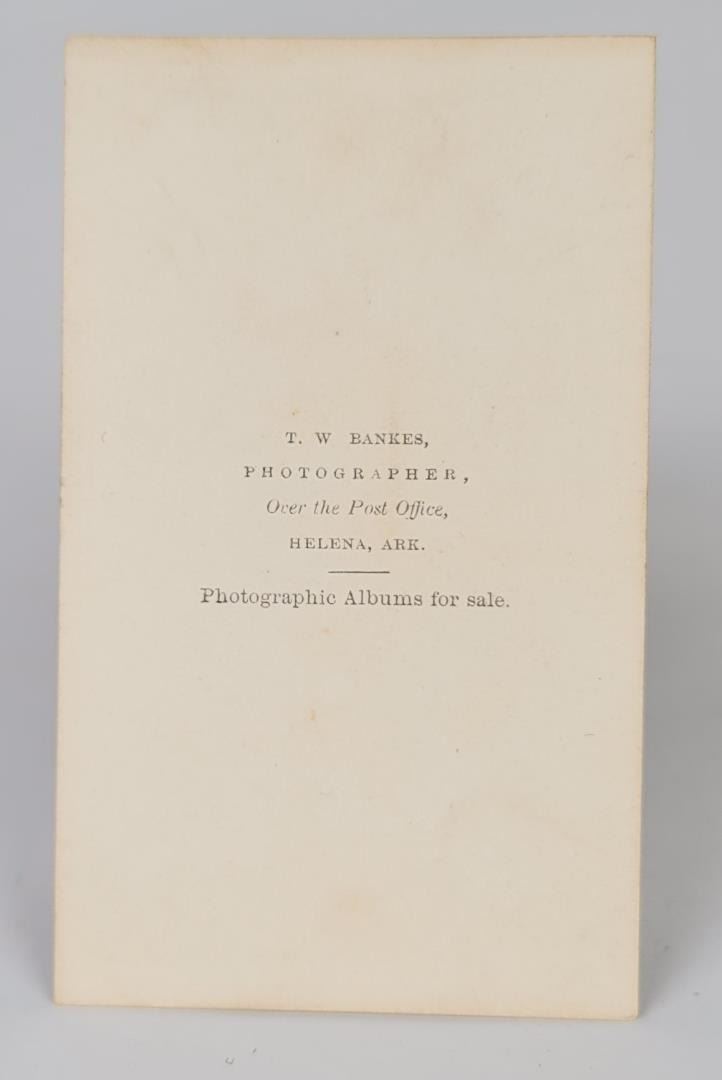 T. W BANKES,
PHOTOGRAPHER,
Over the Post Office,
HELENA, ARK.
Photographic Albums for sale.